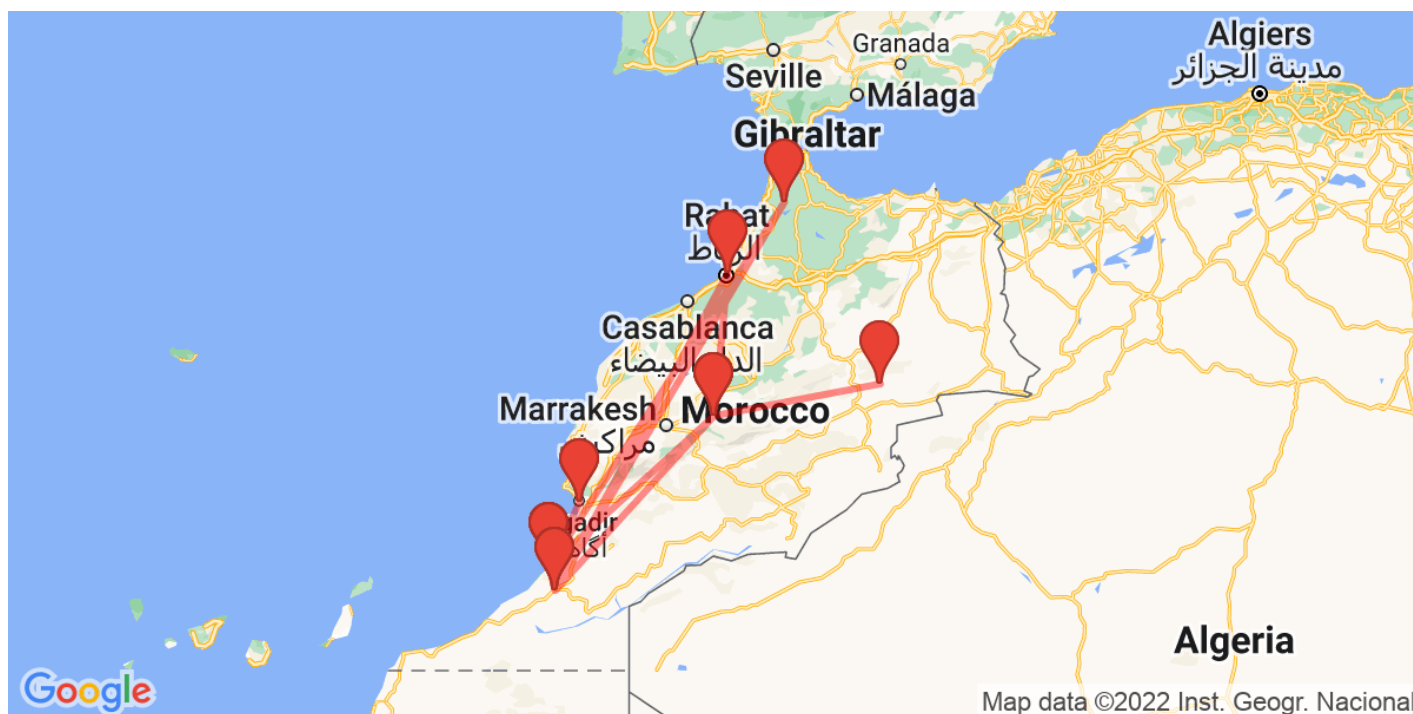 Granada
Algiers
مدينة الجزائر
Seville
Málaga
Gibraltar
Rabat
Casablanca
Marrakesh
مراكش
Morocco
Algeria
Google
Map data ©2022 Inst. Geogr. Nacional